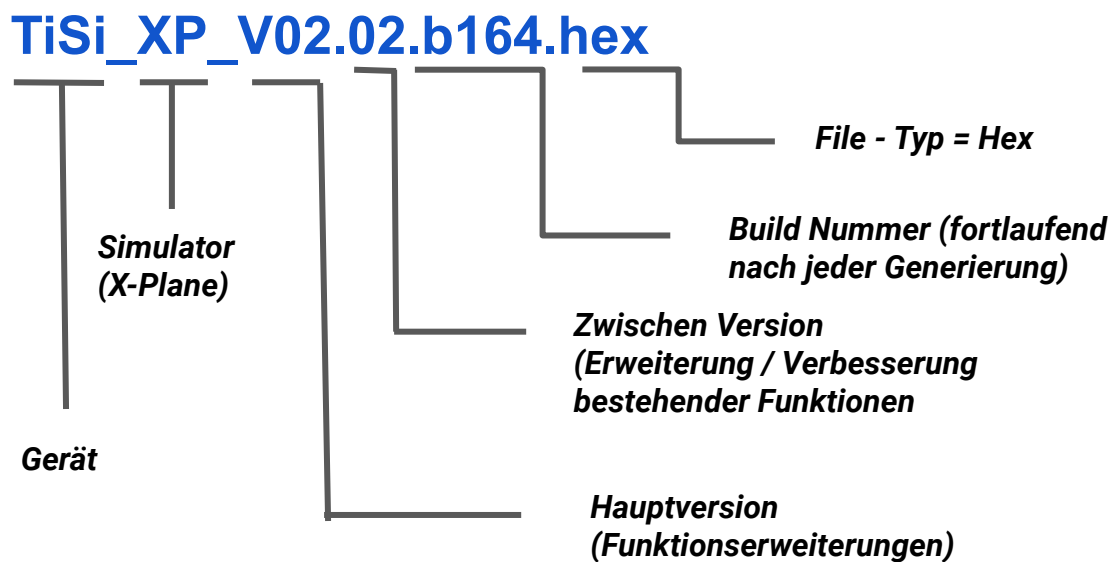 TiSi_XP_V02.02.b164.hex
File - Typ = Hex
Build Nummer (fortlaufend
nach jeder Generierung)
Simulator
(X-Plane)
Zwischen Version
(Erweiterung / Verbesserung
bestehender Funktionen
Gerät
Hauptversion
(Funktionserweiterungen)